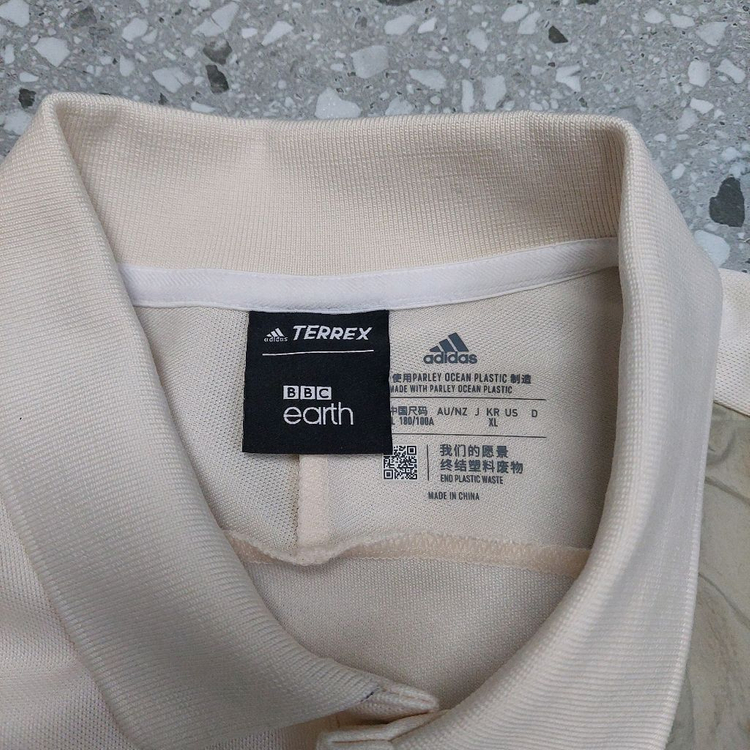 adidas TERREX
BBC
earth
adidas
使用PARLEY OCEAN PLASTIC 制造
MADE WITH PARLEY OCEAN PLASTIC
中国尺码 AU/NZ J KR US D
L 180/100A XL
我们的愿景
终结塑料废物
END PLASTIC WASTE
MADE IN CHINA